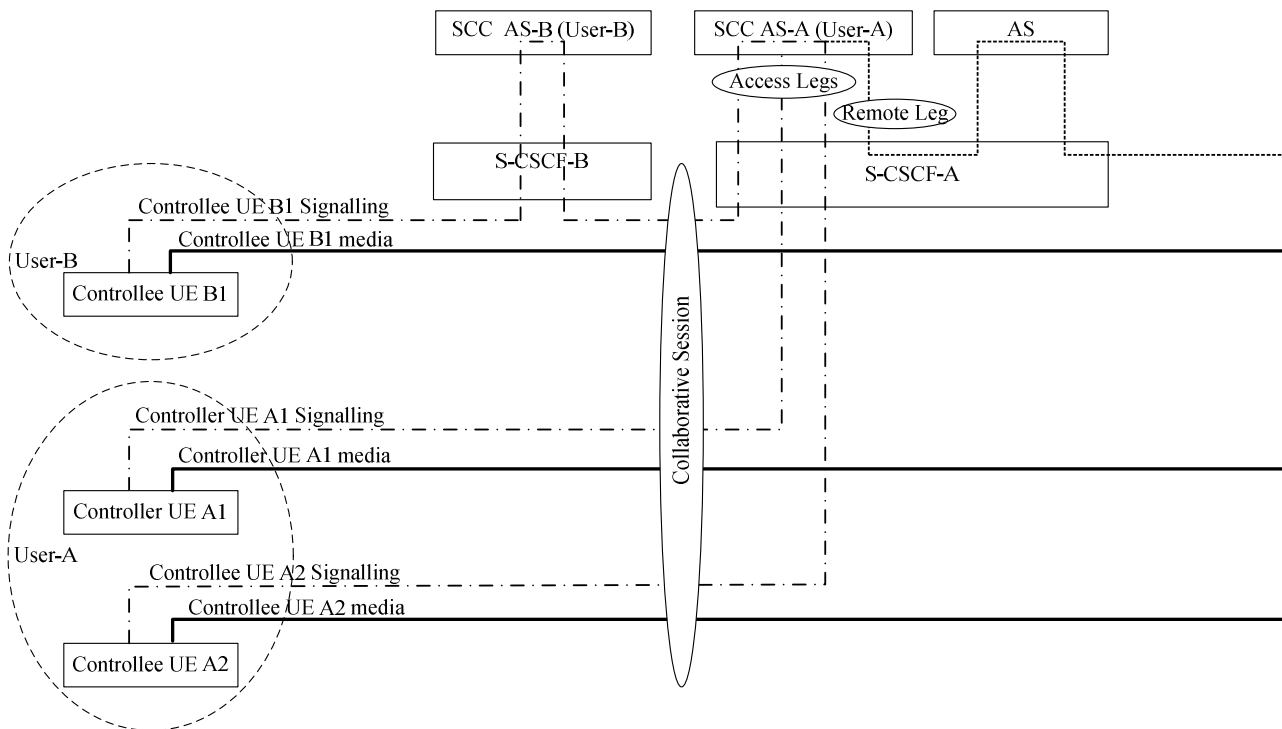 SCC AS-B (User-B)
SCC AS-A (User-A)
AS
Access Legs
Remote Leg
S-CSCF-B
S-CSCF-A
Controllee UE B1 Signalling
Controllee UE B1 media
User-B
Controllee UE B1
Collaborative Session
Controller UE A1 Signalling
Controller UE A1 media
Controller UE A1
User-A
Controllee UE A2 Signalling
Controllee UE A2 media
Controllee UE A2